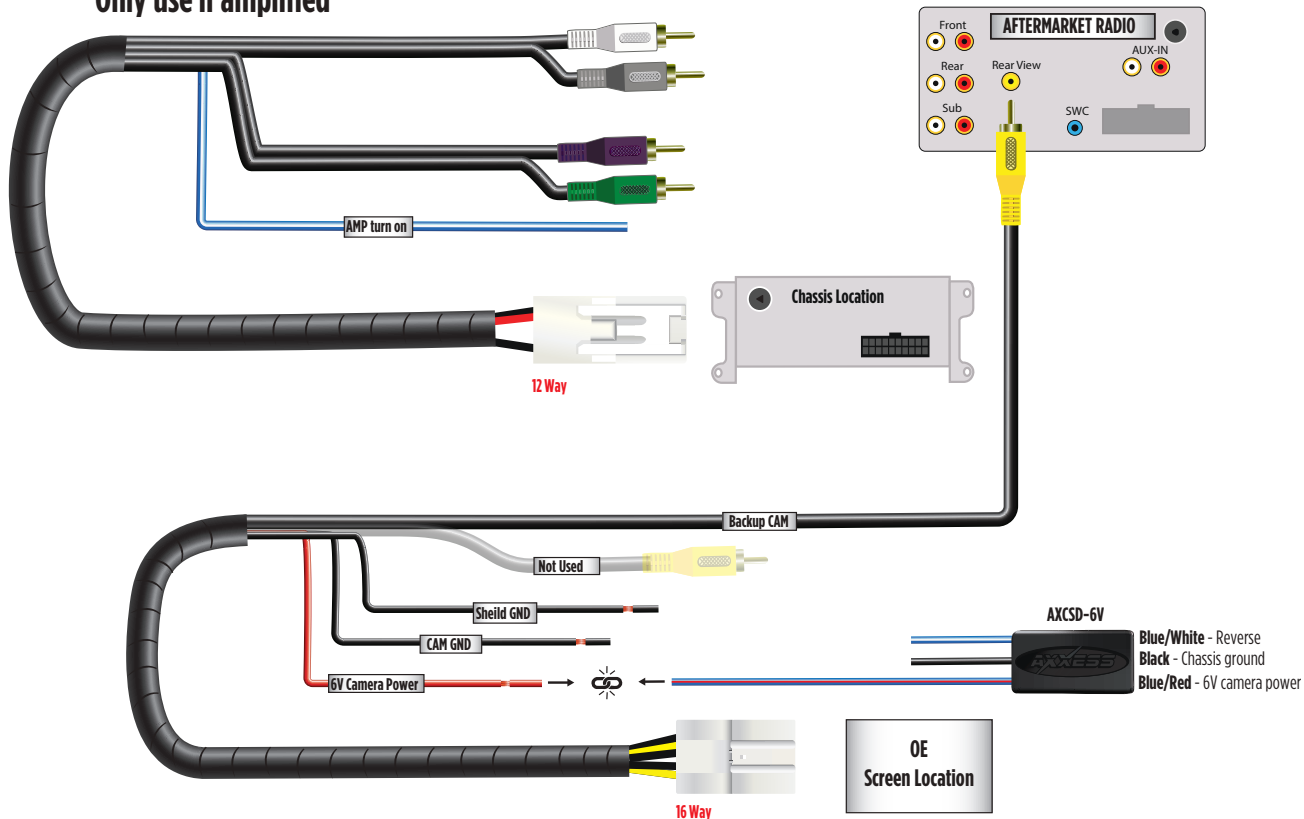 Only use if amplified
AFTERMARKET RADIO
Front
Rear
Sub
Rear View
AUX-IN
SWC
AMP turn on
Chassis Location
12 Way
Backup CAM
Not Used
Sheild GND
CAM GND
6V Camera Power
AXCSD-6V
AXXESS
Blue/White - Reverse
Black - Chassis ground
Blue/Red - 6V camera power
OE
Screen Location
16 Way